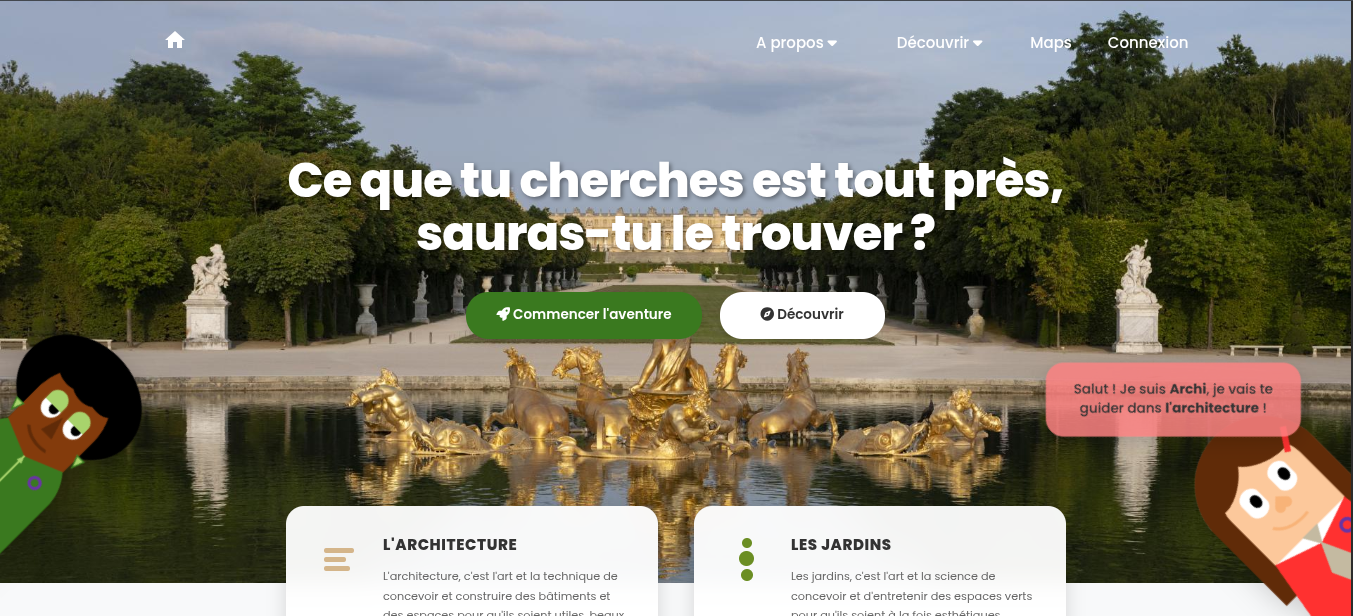 A propos
Découvrir
Maps
Connexion
Ce que tu cherches est tout près,
sauras-tu le trouver ?
Commencer l'aventure
Découvrir
Salut ! Je suis Archi, je vais te
guider dans l'architecture !
L'ARCHITECTURE
L'architecture, c'est l'art et la technique de
concevoir et construire des bâtiments et
des espaces pour qu'ils soient utiles, beaux
LES JARDINS
Les jardins, c'est l'art et la science de
concevoir et d'entretenir des espaces verts
pour qu'ils soient à la fois esthétiques,